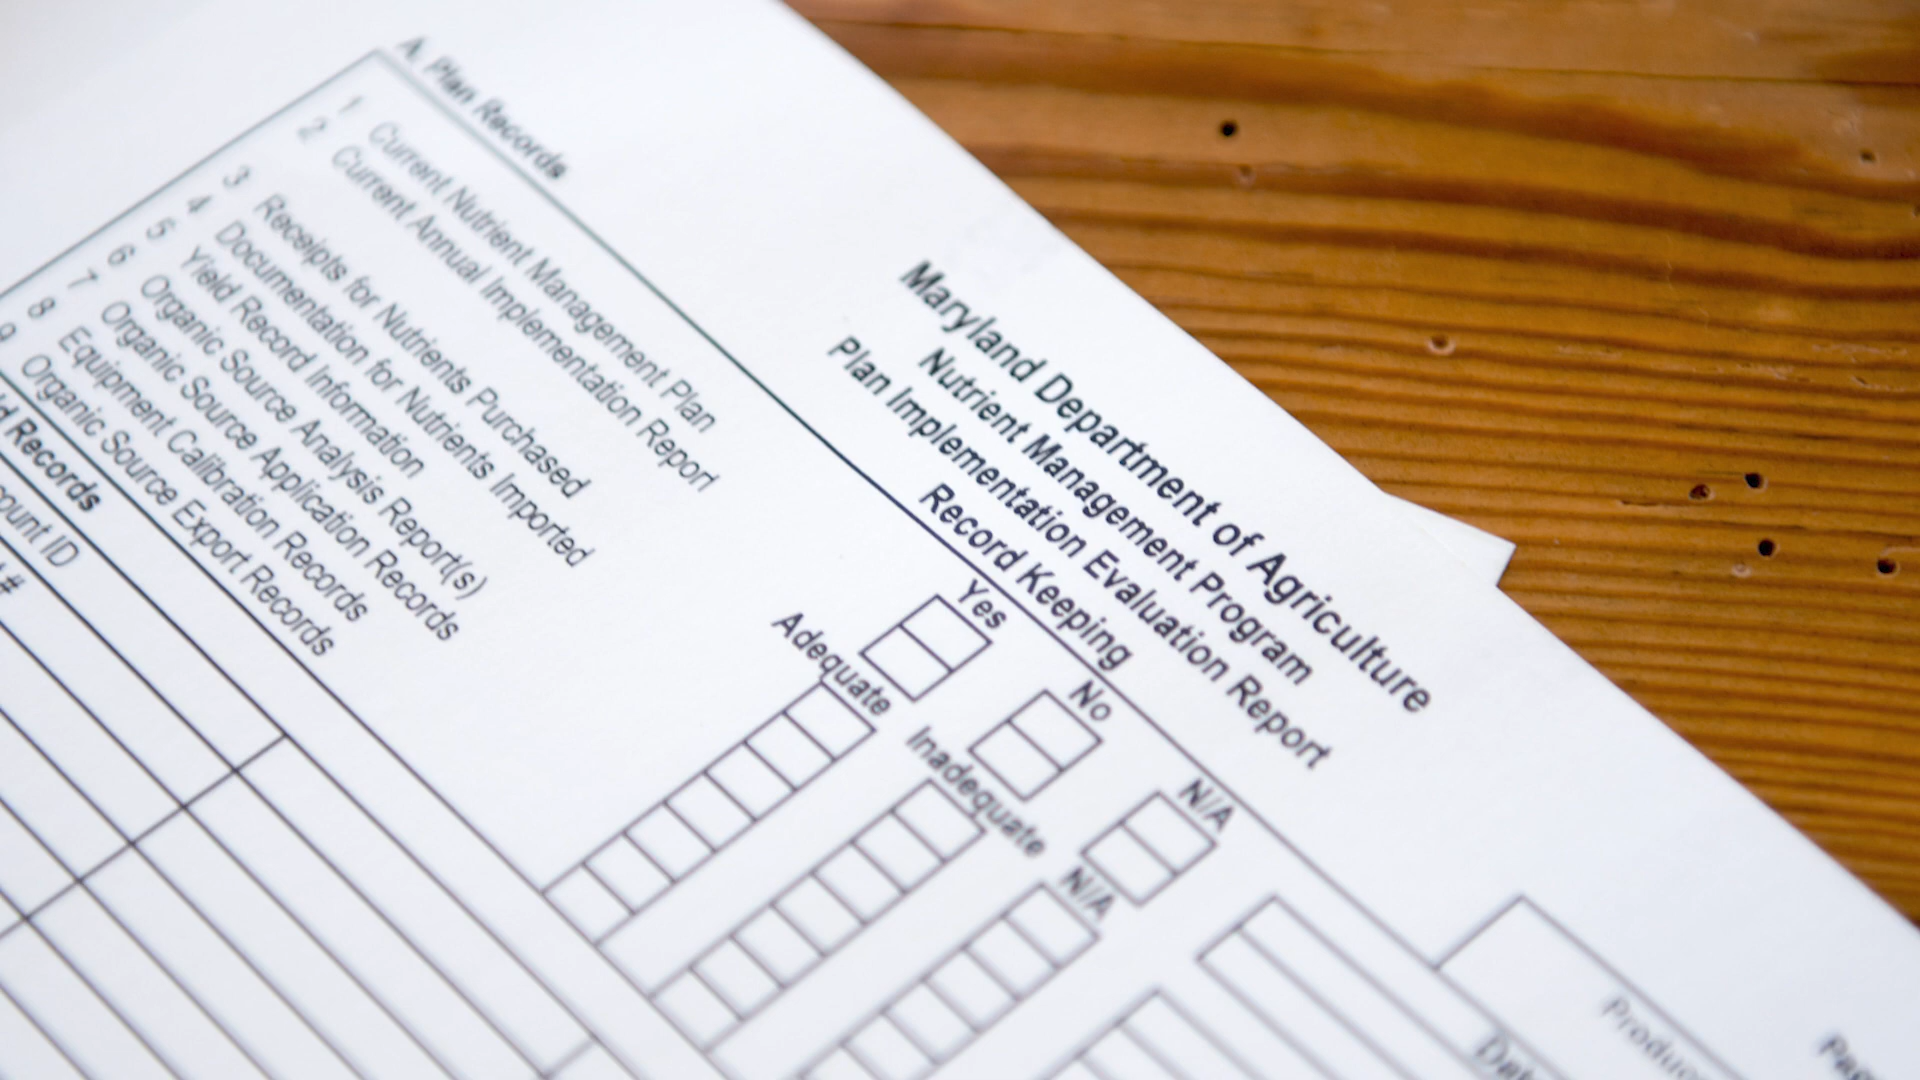 Maryland Department of Agriculture
Nutrient Management Program
Plan Implementation Evaluation Report
Record Keeping
A. Plan Records
Yes No N/A
1 Current Nutrient Management Plan
2 Current Annual Implementation Report
Adequate Inadequate N/A
3 Receipts for Nutrients Purchased
4 Documentation for Nutrients Imported
5 Yield Record Information
6 Organic Source Analysis Report(s)
7 Organic Source Application Records
8 Equipment Calibration Records
9 Organic Source Export Records
Records
ID
#